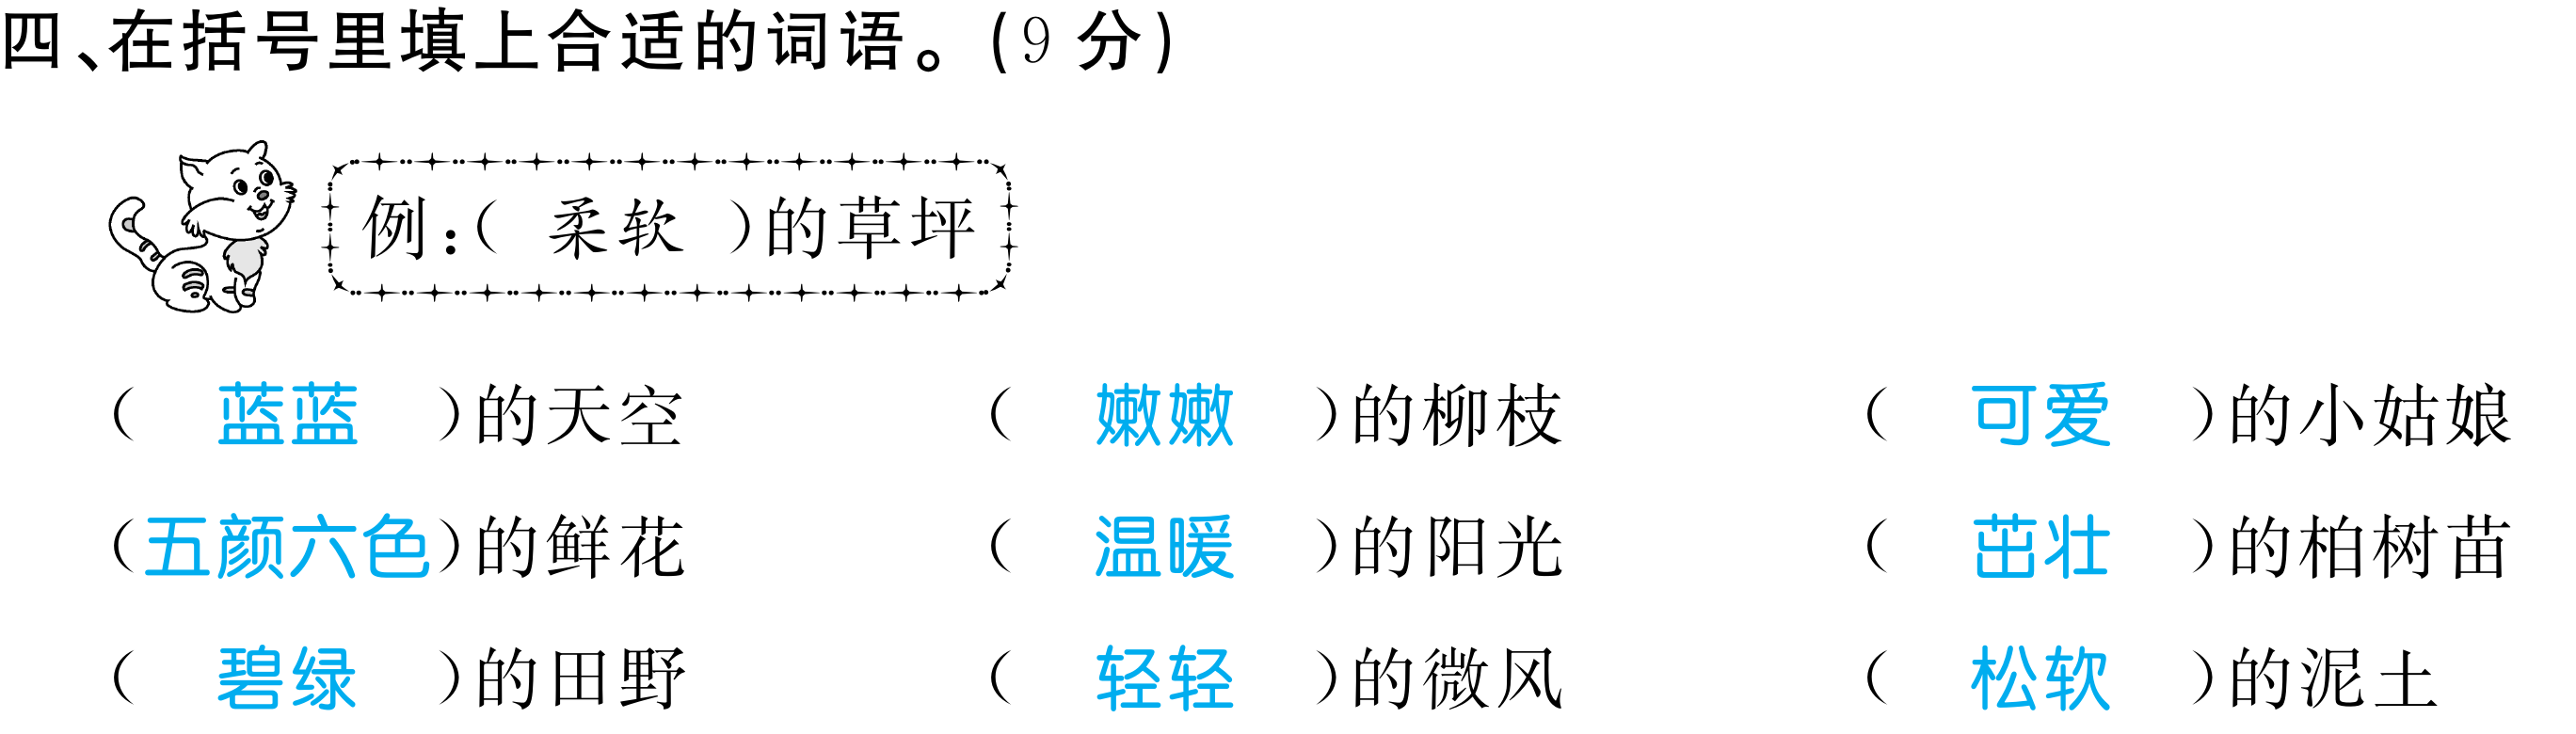 四、在括号里填上合适的词语。(9 分)
例：( 柔软 )的草坪
( 蓝蓝 )的天空 ( 嫩嫩 )的柳枝 ( 可爱 )的小姑娘
(五颜六色)的鲜花 ( 温暖 )的阳光 ( 茁壮 )的柏树苗
( 碧绿 )的田野 ( 轻轻 )的微风 ( 松软 )的泥土